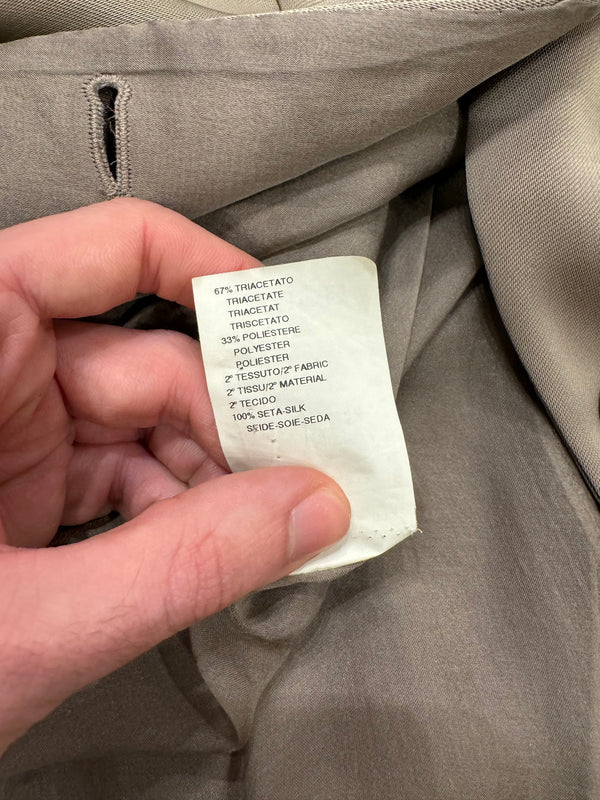 67% TRIACETATO
TRIACETATE
TRIACETAT
TRISCETATO
33% POLIESTERE
POLYESTER
POLIESTER
2° TESSUTO/2° FABRIC
2° TISSU/2° MATERIAL
2° TECIDO
100% SETA-SILK
SEIDE-SOIE-SEDA